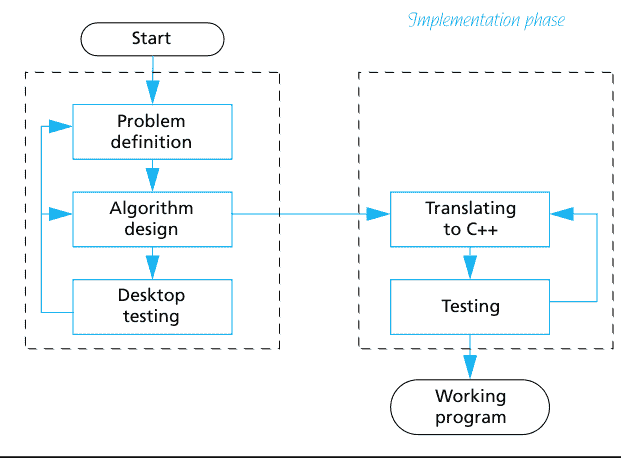 Implementation phase
Start
Problem
definition
Algorithm
design
Desktop
testing
Translating
to C++
Testing
Working
program